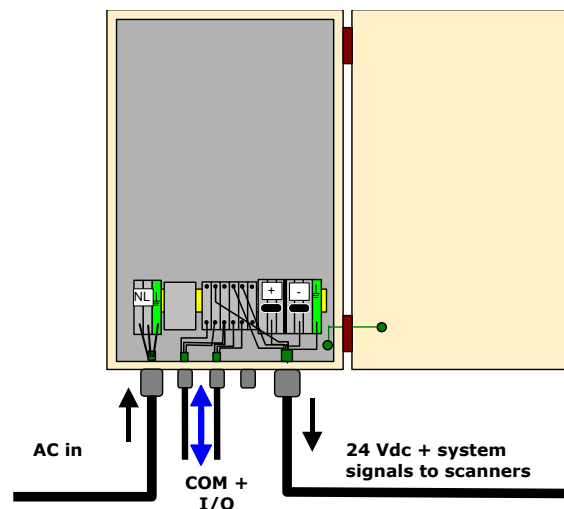 NL
+
-
AC in
COM +
I/O
24 Vdc + system
signals to scanners